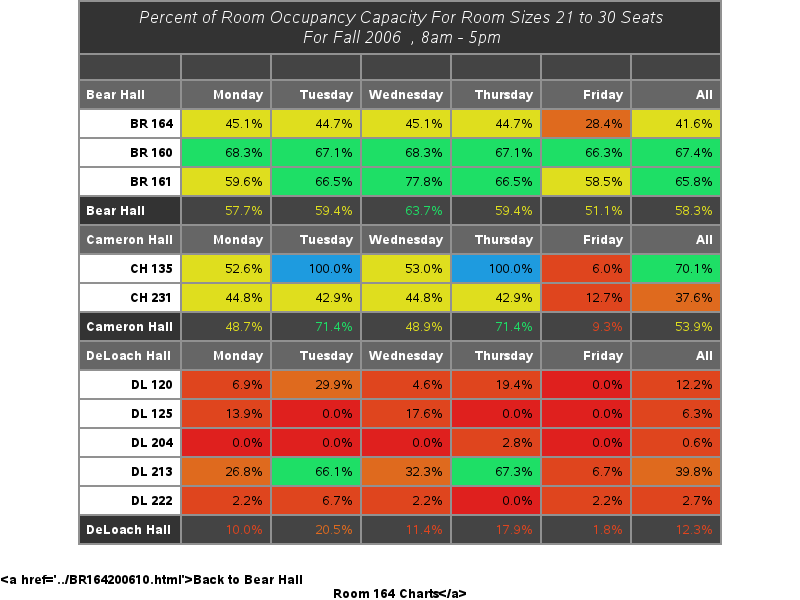 Percent of Room Occupancy Capacity For Room Sizes 21 to 30 Seats
For Fall 2006 , 8am - 5pm
Bear Hall Monday Tuesday Wednesday Thursday Friday All
BR 164 45.1% 44.7% 45.1% 44.7% 28.4% 41.6%
BR 160 68.3% 67.1% 68.3% 67.1% 66.3% 67.4%
BR 161 59.6% 66.5% 77.8% 66.5% 58.5% 65.8%
Bear Hall 57.7% 59.4% 63.7% 59.4% 51.1% 58.3%
Cameron Hall Monday Tuesday Wednesday Thursday Friday All
CH 135 52.6% 100.0% 53.0% 100.0% 6.0% 70.1%
CH 231 44.8% 42.9% 44.8% 42.9% 12.7% 37.6%
Cameron Hall 48.7% 71.4% 48.9% 71.4% 9.3% 53.9%
DeLoach Hall Monday Tuesday Wednesday Thursday Friday All
DL 120 6.9% 29.9% 4.6% 19.4% 0.0% 12.2%
DL 125 13.9% 0.0% 17.6% 0.0% 0.0% 6.3%
DL 204 0.0% 0.0% 0.0% 2.8% 0.0% 0.6%
DL 213 26.8% 66.1% 32.3% 67.3% 6.7% 39.8%
DL 222 2.2% 6.7% 2.2% 0.0% 2.2% 2.7%
DeLoach Hall 10.0% 20.5% 11.4% 17.9% 1.8% 12.3%
<a href='../BR164200610.html'>Back to Bear Hall
Room 164 Charts</a>